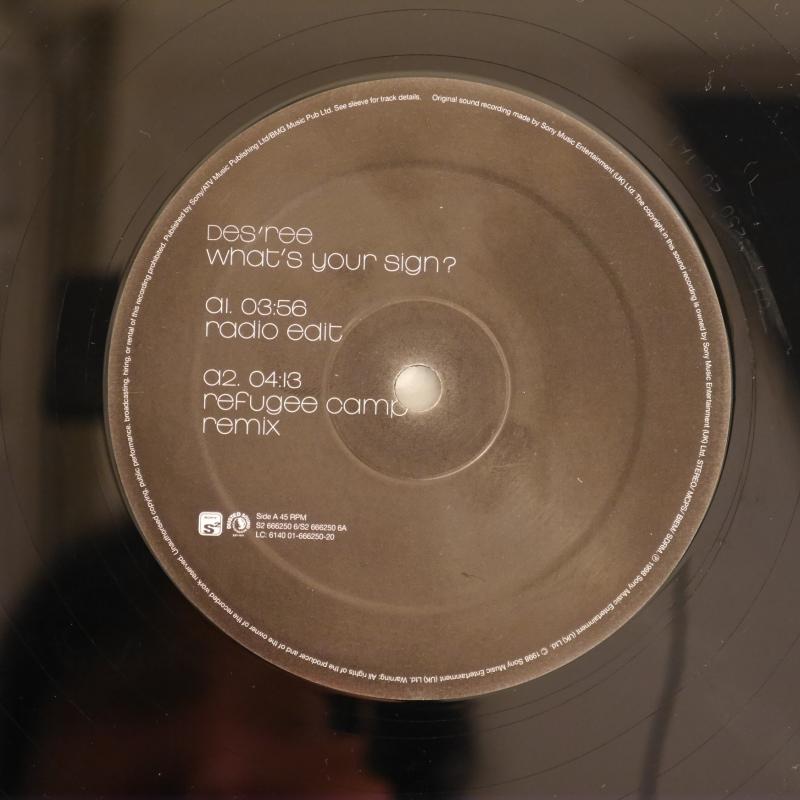 Des'ree
what's your sign?
a1. 03:56
radio edit
a2. 04:13
refugee camp
remix
S2
Side A 45 RPM
S2 666250 6/S2 666250 6A
LC: 6140 01-666250-20
Published by Sony/ATV Music Publishing Ltd/BMG Music Pub Ltd. See sleeve for track details. Original sound recording made by Sony Music Entertainment (UK) Ltd. The copyright in this sound recording is owned by Sony Music Entertainment (UK) Ltd. STEREO/ MCPS/ BIEM/ SDRM ℗ 1998 Sony Music Entertainment (UK) Ltd. © 1998 Sony Music Entertainment (UK) Ltd. Warning: All rights of the producer and of the owner of the recorded work reserved. Unauthorised copying, public performance, broadcasting, hiring, or rental of this recording prohibited.